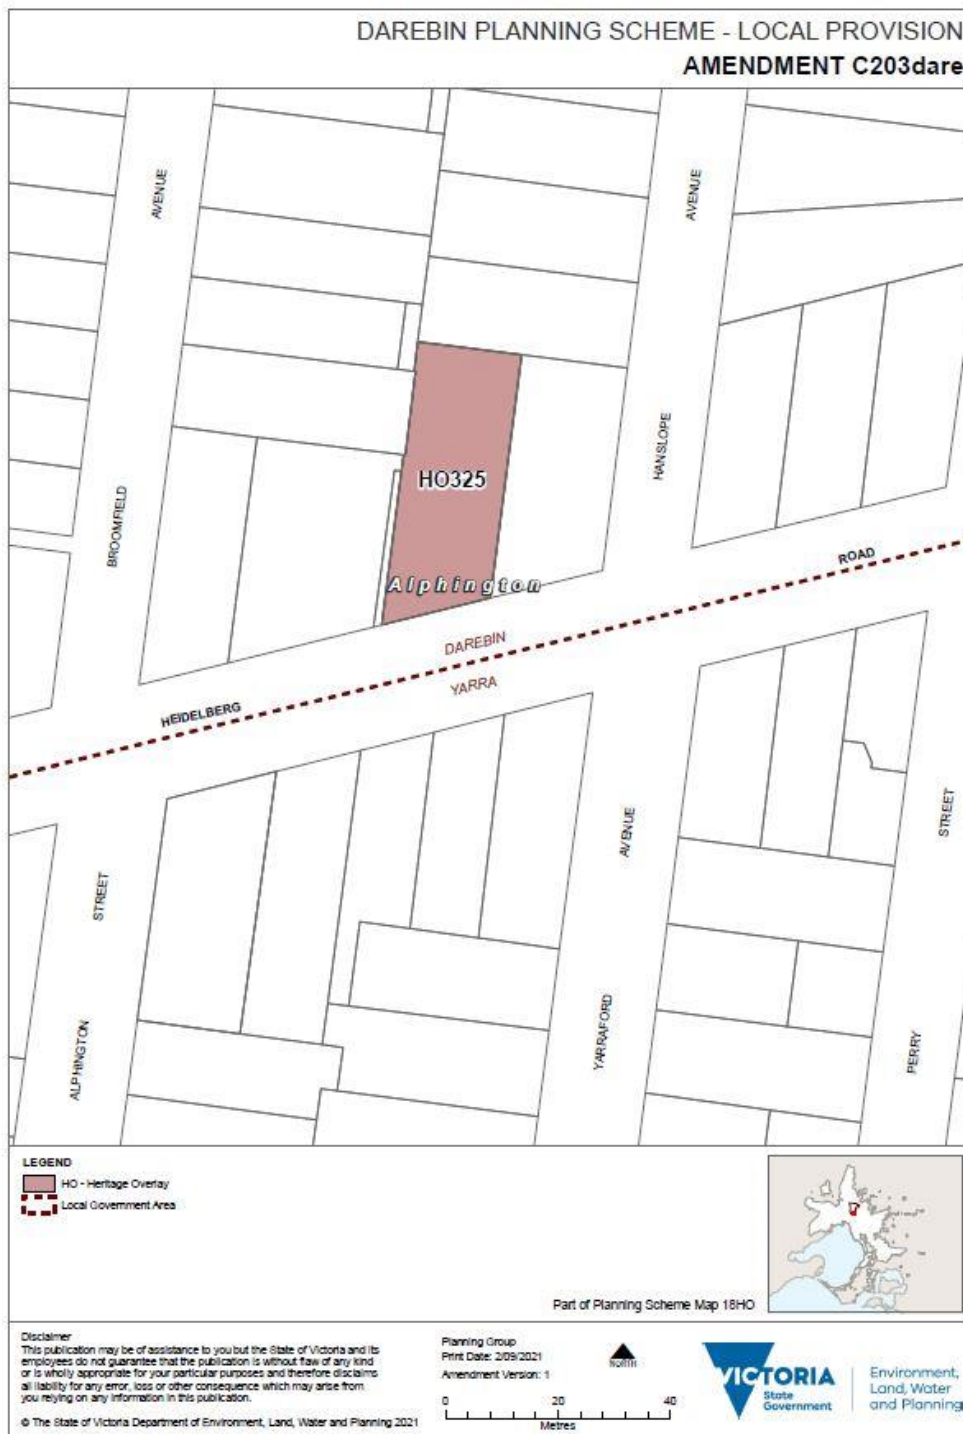 DAREBIN PLANNING SCHEME - LOCAL PROVISION
AMENDMENT C203dare
AVENUE
AVENUE
HANSLOPE
HO325
BROOMFIELD
ROAD
Alphington
DAREBIN
YARRA
HEIDELBERG
STREET
AVENUE
STREET
YARRAFORD
PERRY
ALPHINGTON
LEGEND
HO - Heritage Overlay
Local Government Area
Part of Planning Scheme Map 18HO
Disclaimer
This publication may be of assistance to you but the State of Victoria and its
employees do not guarantee that the publication is without flaw of any kind
or is wholly appropriate for your particular purposes and therefore disclaims
all liability for any error, loss or other consequence which may arise from
you relying on any information in this publication.
© The State of Victoria Department of Environment, Land, Water and Planning 2021
Planning Group
Print Date: 2/09/2021
Amendment Version: 1
NORTH
0 20 40
Metres
VICTORIA
State
Government
Environment,
Land, Water
and Planning